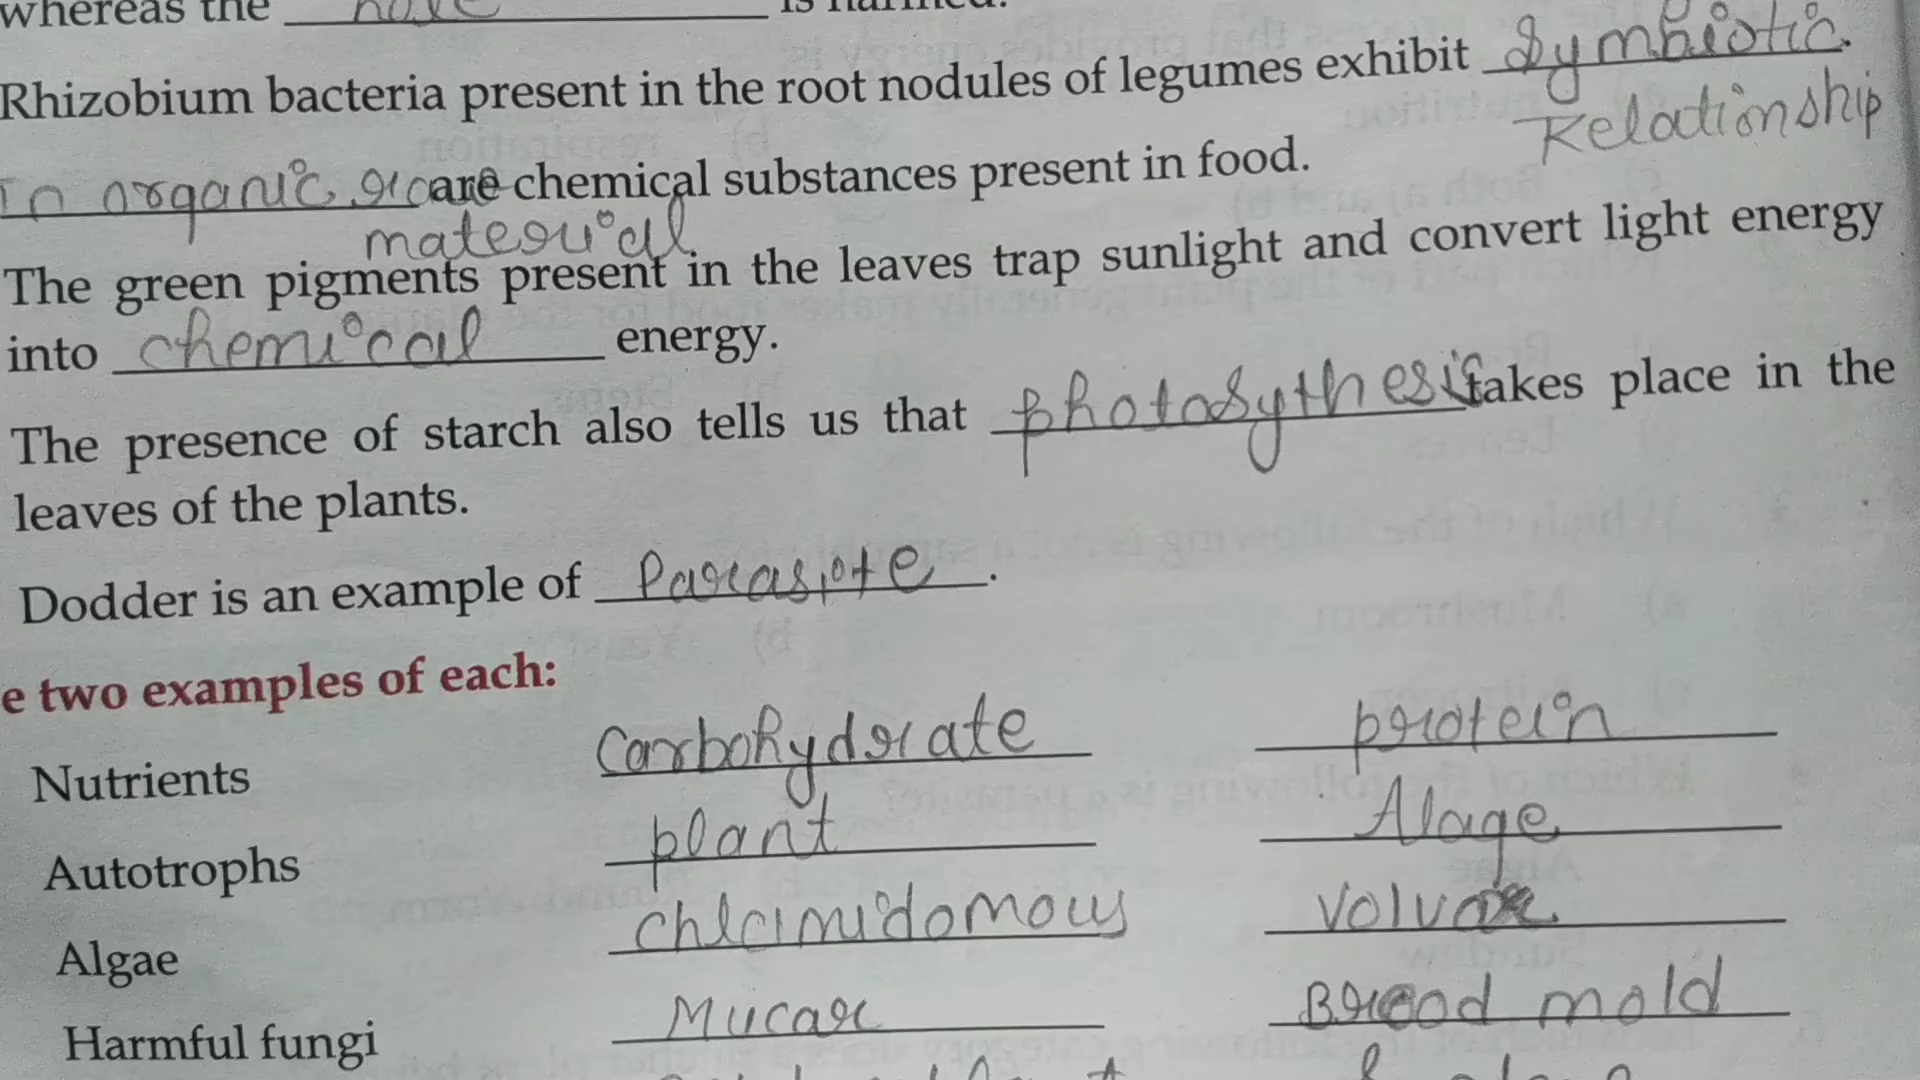 whereas the
Rhizobium bacteria present in the root nodules of legumes exhibit Symbiotic.
Relationship
In organic are chemical substances present in food.
material
The green pigments present in the leaves trap sunlight and convert light energy
into chemical energy.
The presence of starch also tells us that photosythesis takes place in the
leaves of the plants.
Dodder is an example of Parasite.
e two examples of each:
Nutrients carbohydrate protein
Autotrophs plant Alage
Algae chlamidomous volvox
Harmful fungi Mucar Bread mold